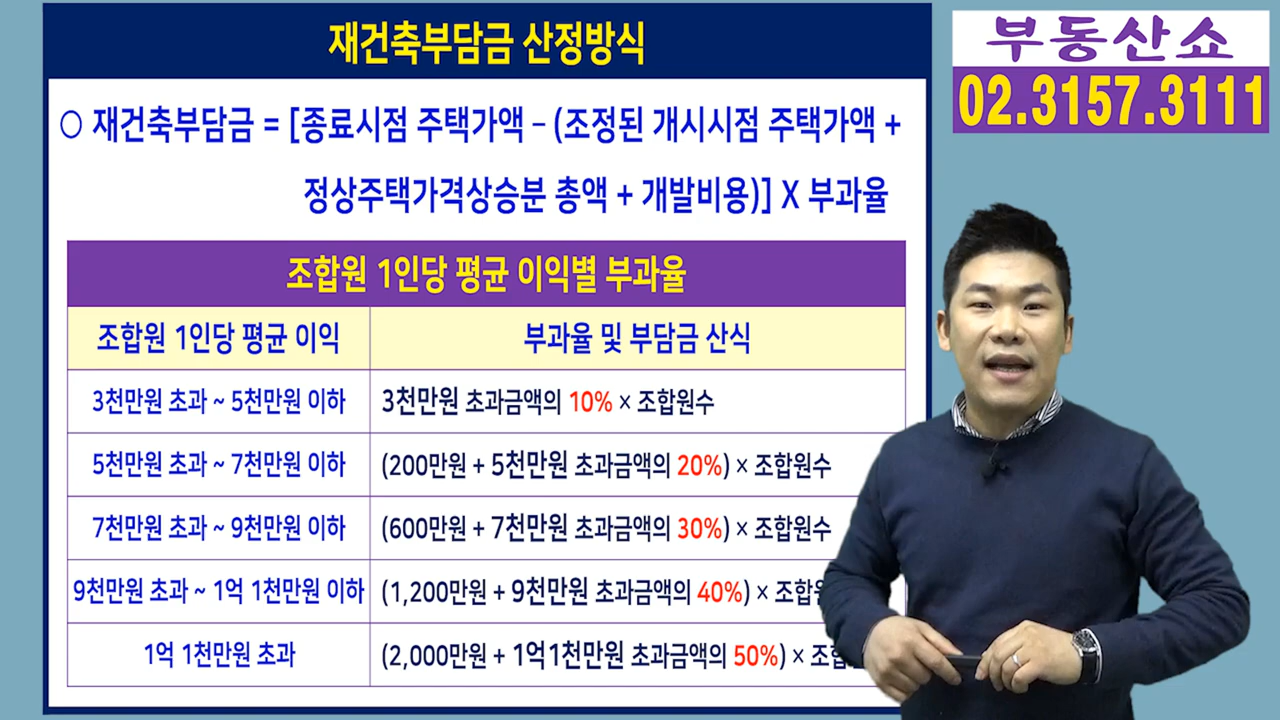 재건축부담금 산정방식
부동산쇼
02.3157.3111
○ 재건축부담금 = [종료시점 주택가액 – (조정된 개시시점 주택가액 +
정상주택가격상승분 총액 + 개발비용)] X 부과율
조합원 1인당 평균 이익별 부과율
조합원 1인당 평균 이익 부과율 및 부담금 산식
3천만원 초과 ~ 5천만원 이하 3천만원 초과금액의 10% × 조합원수
5천만원 초과 ~ 7천만원 이하 (200만원 + 5천만원 초과금액의 20%) × 조합원수
7천만원 초과 ~ 9천만원 이하 (600만원 + 7천만원 초과금액의 30%) × 조합원수
9천만원 초과 ~ 1억 1천만원 이하 (1,200만원 + 9천만원 초과금액의 40%) × 조합
1억 1천만원 초과 (2,000만원 + 1억1천만원 초과금액의 50%) × 조합